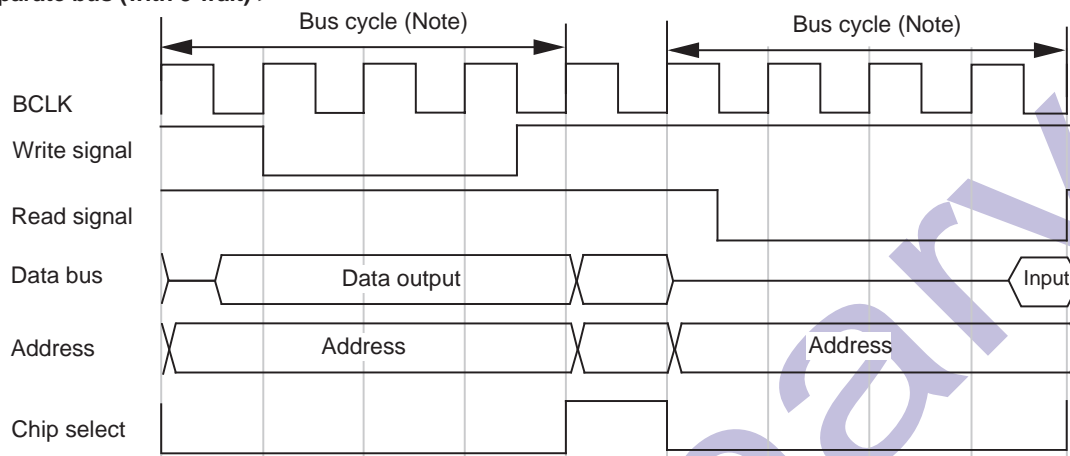 Bus cycle (Note) Bus cycle (Note)
BCLK
Write signal
Read signal
Data bus Data output Input
Address Address Address
Chip select